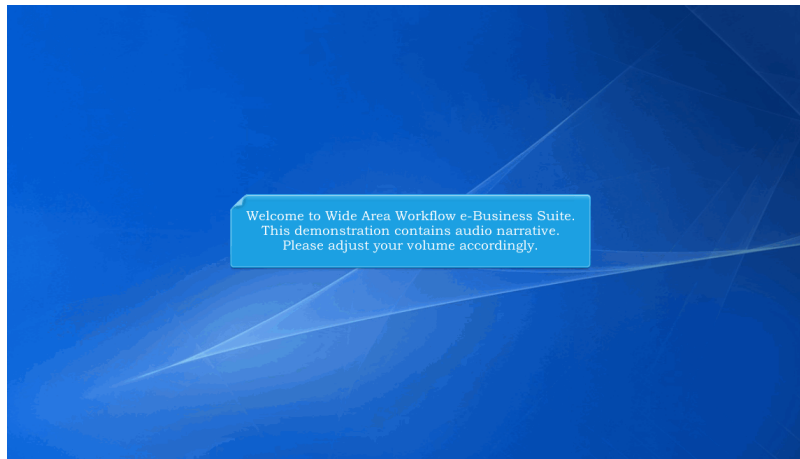 Welcome to Wide Area Workflow e-Business Suite.
This demonstration contains audio narrative.
Please adjust your volume accordingly.